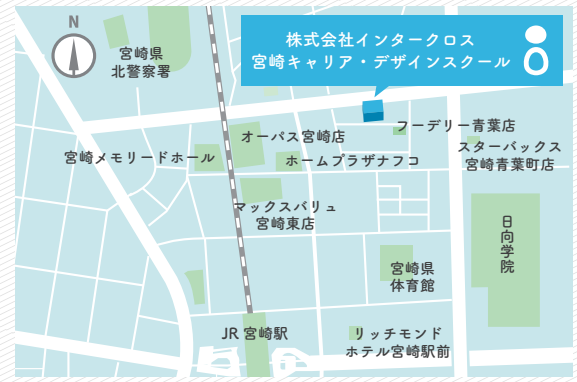 N
株式会社インタークロス
宮崎キャリア・デザインスクール
宮崎県
北警察署
オーパス宮崎店
フーデリー青葉店
宮崎メモリードホール
ホームプラザナフコ
スターバックス
宮崎青葉町店
マックスバリュ
宮崎東店
日向学院
宮崎県
体育館
JR 宮崎駅
リッチモンド
ホテル宮崎駅前